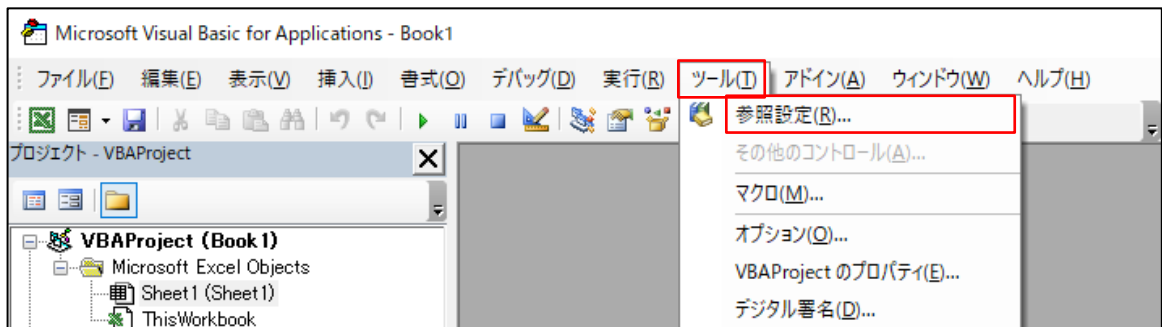 Microsoft Visual Basic for Applications - Book1
ファイル(F) 編集(E) 表示(V) 挿入(I) 書式(O) デバッグ(D) 実行(R) ツール(T) アドイン(A) ウィンドウ(W) ヘルプ(H)
参照設定(R)...
その他のコントロール(A)...
マクロ(M)...
オプション(O)...
VBAProject のプロパティ(E)...
デジタル署名(D)...
プロジェクト - VBAProject
VBAProject (Book1)
Microsoft Excel Objects
Sheet1 (Sheet1)
ThisWorkbook